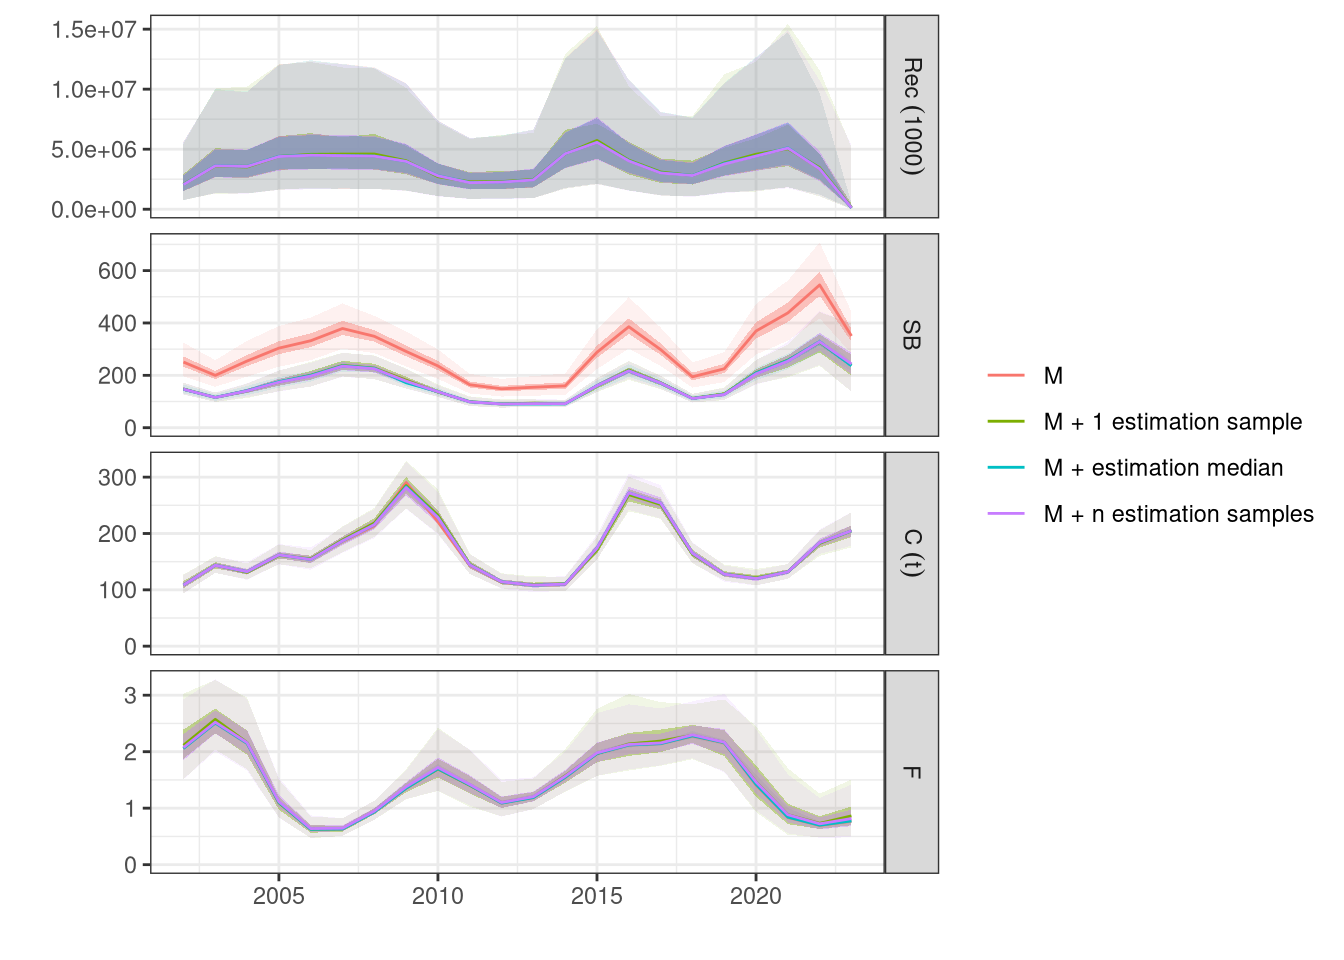 1.5e+07
1.0e+07
5.0e+06
0.0e+00
Rec (1000)
600
400
200
0
SB
300
200
100
0
C (t)
3
2
1
0
F
2005 2010 2015 2020
M
M + 1 estimation sample
M + estimation median
M + n estimation samples